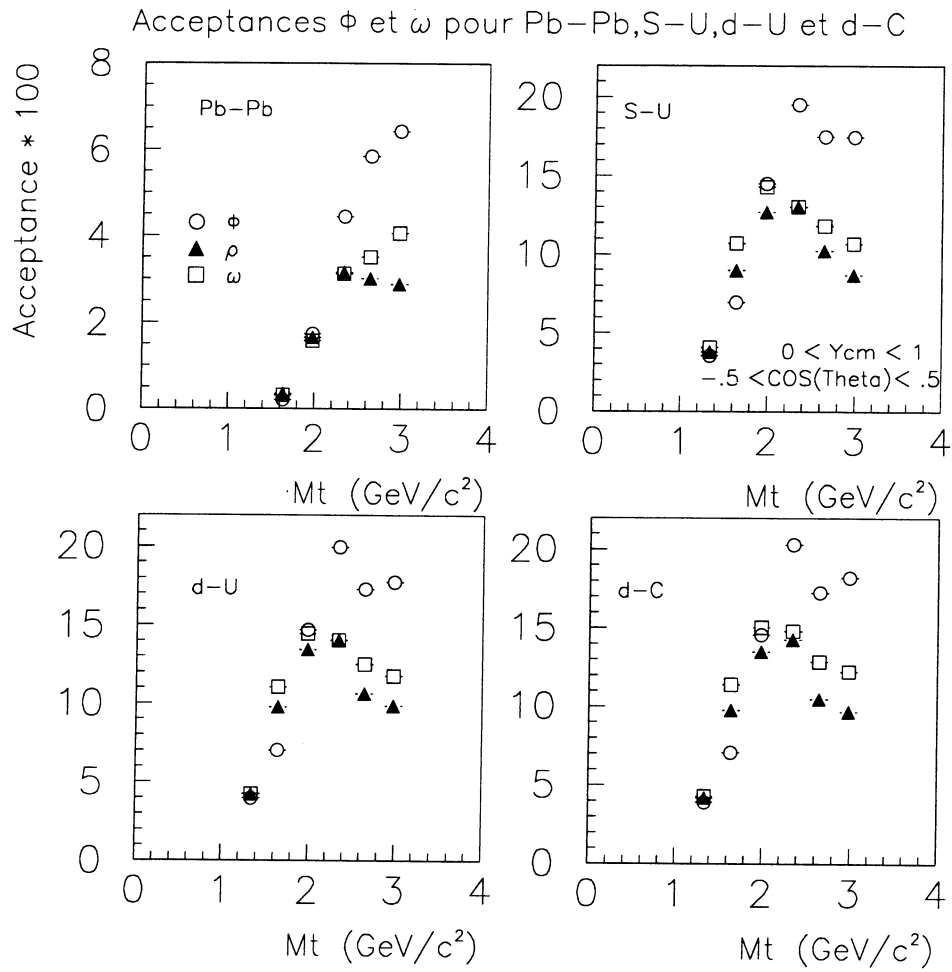 Acceptances Φ et ω pour Pb-Pb,S-U,d-U et d-C
Acceptance * 100
8
6
4
2
0
Pb-Pb
Φ
ρ
ω
0 1 2 3 4
Mt (GeV/c²)
20
15
10
5
0
S-U
0 < Ycm < 1
-.5 <COS(Theta)< .5
0 1 2 3 4
Mt (GeV/c²)
20
15
10
5
0
d-U
0 1 2 3 4
Mt (GeV/c²)
20
15
10
5
0
d-C
0 1 2 3 4
Mt (GeV/c²)